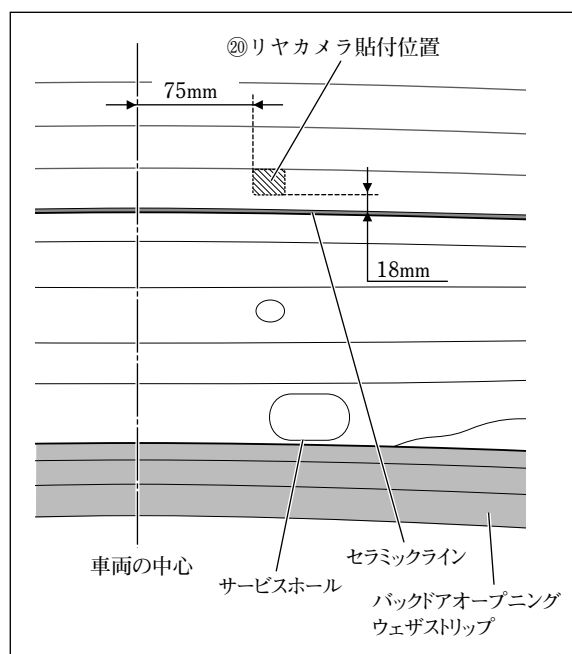 ⑳リヤカメラ貼付位置
75mm
18mm
セラミックライン
車両の中心
サービスホール
バックドアオープニング
ウェザストリップ